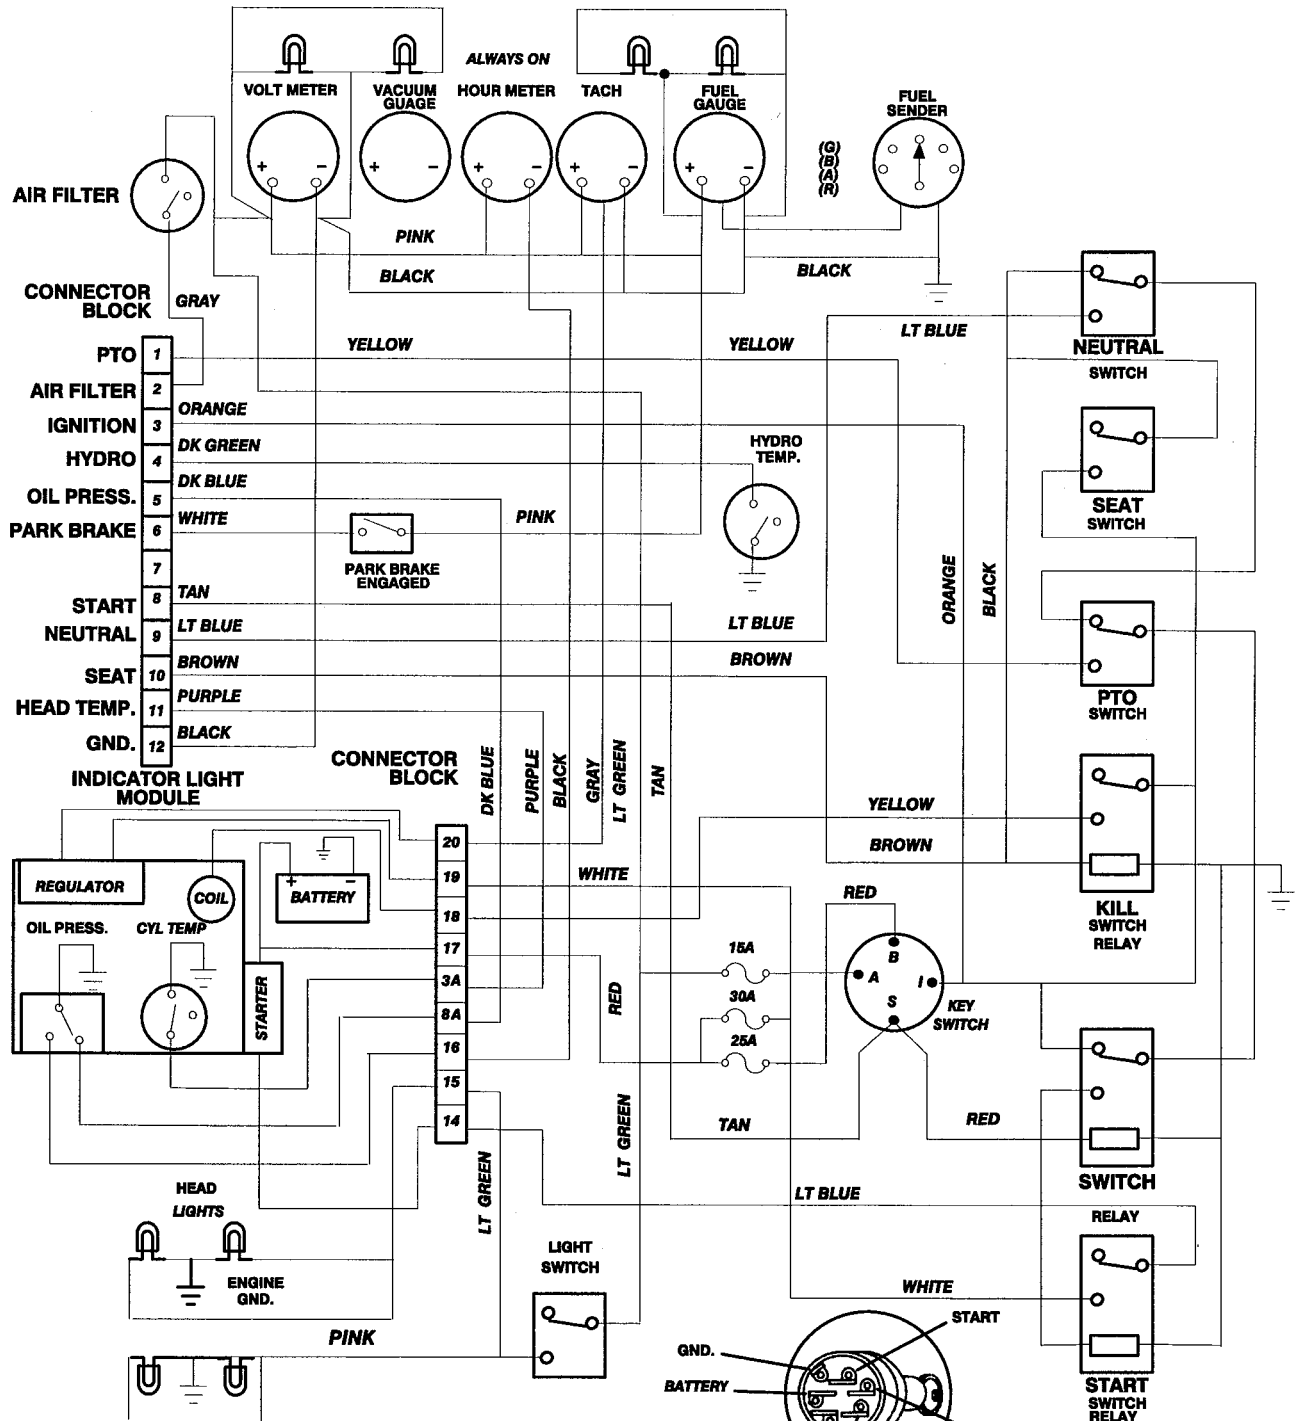 ALWAYS ON
VOLT METER
VACUUM
GUAGE
HOUR METER
TACH
FUEL
GAUGE
FUEL
SENDER
+ −
+ −
+ −
+ −
+ −
(G)
(B)
(A)
(R)
AIR FILTER
PINK
BLACK
BLACK
CONNECTOR
BLOCK
GRAY
LT BLUE
NEUTRAL
SWITCH
PTO 1
YELLOW
YELLOW
AIR FILTER 2
ORANGE
IGNITION 3
DK GREEN
HYDRO 4
HYDRO
TEMP.
DK BLUE
OIL PRESS. 5
WHITE
PARK BRAKE 6
PINK
PARK BRAKE
ENGAGED
SEAT
SWITCH
7
TAN
START 8
LT BLUE
NEUTRAL 9
LT BLUE
BROWN
SEAT 10
BROWN
PURPLE
HEAD TEMP. 11
BLACK
GND. 12
INDICATOR LIGHT
MODULE
ORANGE
BLACK
PTO
SWITCH
CONNECTOR
BLOCK
DK BLUE
PURPLE
BLACK
GRAY
LT GREEN
TAN
YELLOW
BROWN
20
19
18
17
3A
8A
16
15
14
WHITE
REGULATOR
COIL
+ −
BATTERY
OIL PRESS.
CYL TEMP
STARTER
RED
KILL
SWITCH
RELAY
15A
30A
25A
RED
B
A
I
S
KEY
SWITCH
TAN
RED
LT GREEN
LT GREEN
SWITCH
RELAY
LT BLUE
HEAD
LIGHTS
ENGINE
GND.
LIGHT
SWITCH
WHITE
PINK
START
GND.
BATTERY
START
SWITCH
RELAY